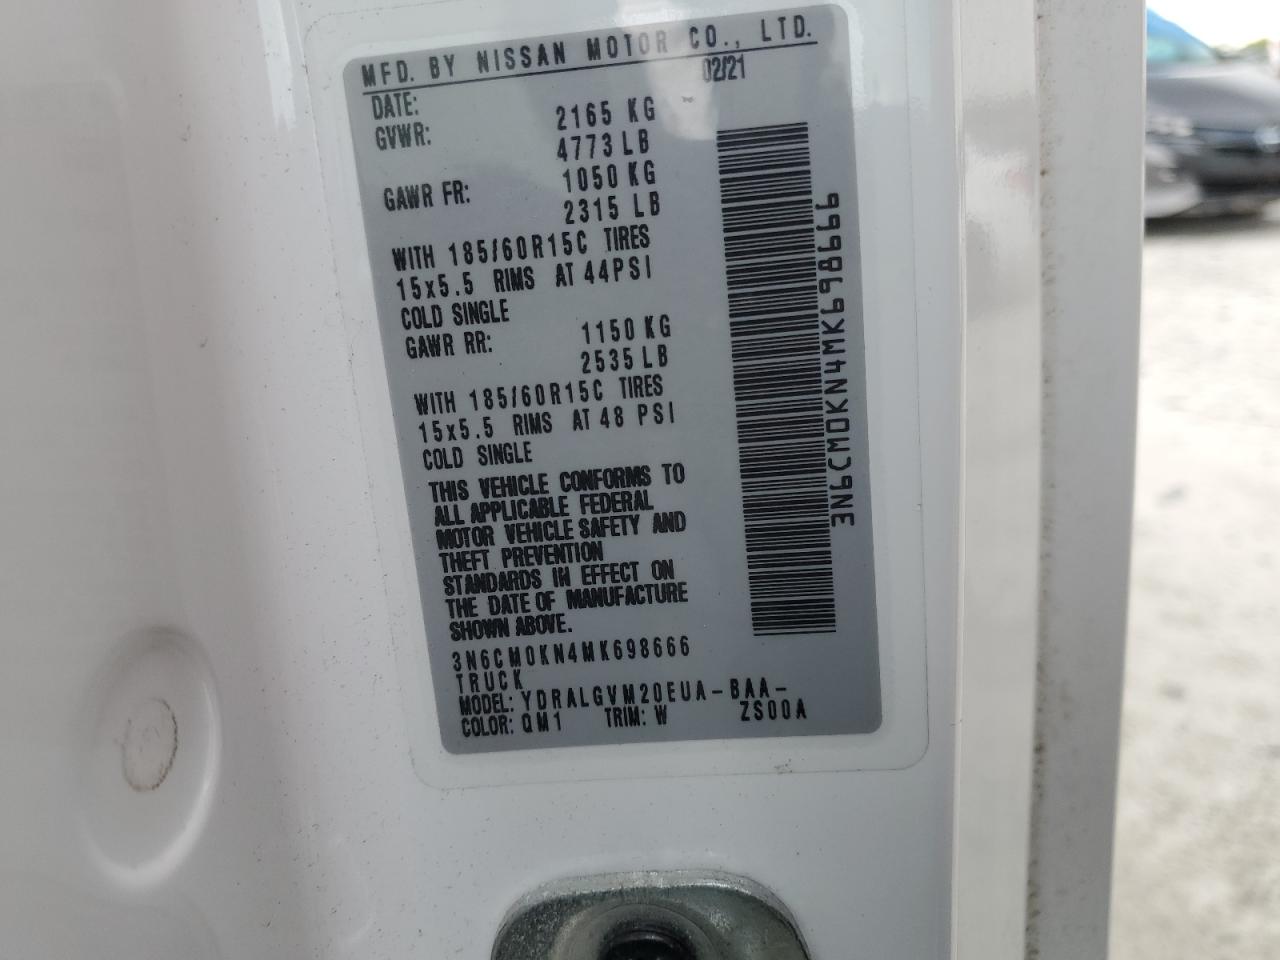 MFD. BY NISSAN MOTOR CO., LTD.
DATE: 02/21
GVWR: 2165 KG
4773 LB
GAWR FR: 1050 KG
2315 LB
WITH 185/60R15C TIRES
15x5.5 RIMS AT 44PSI
COLD SINGLE
GAWR RR: 1150 KG
2535 LB
WITH 185/60R15C TIRES
15x5.5 RIMS AT 48 PSI
COLD SINGLE
THIS VEHICLE CONFORMS TO
ALL APPLICABLE FEDERAL
MOTOR VEHICLE SAFETY AND
THEFT PREVENTION
STANDARDS IN EFFECT ON
THE DATE OF MANUFACTURE
SHOWN ABOVE.
3N6CM0KN4MK698666
TRUCK
MODEL: YDRALGVM20EUA-BAA-
COLOR: QM1 TRIM: W ZS00A
3N6CM0KN4MK698666